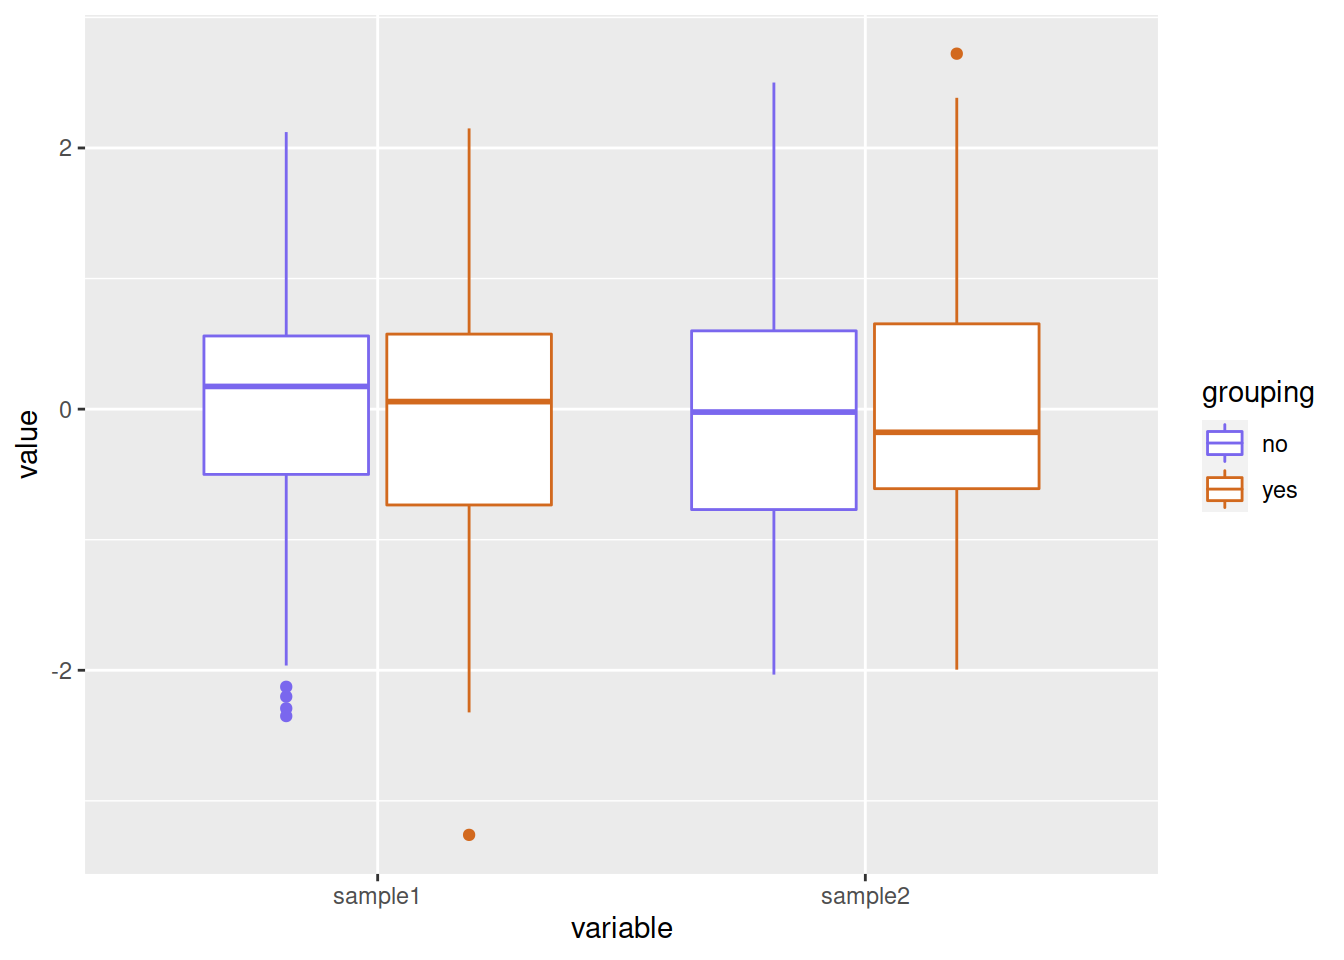 2
0
-2
value
sample1
sample2
variable
grouping
no
yes